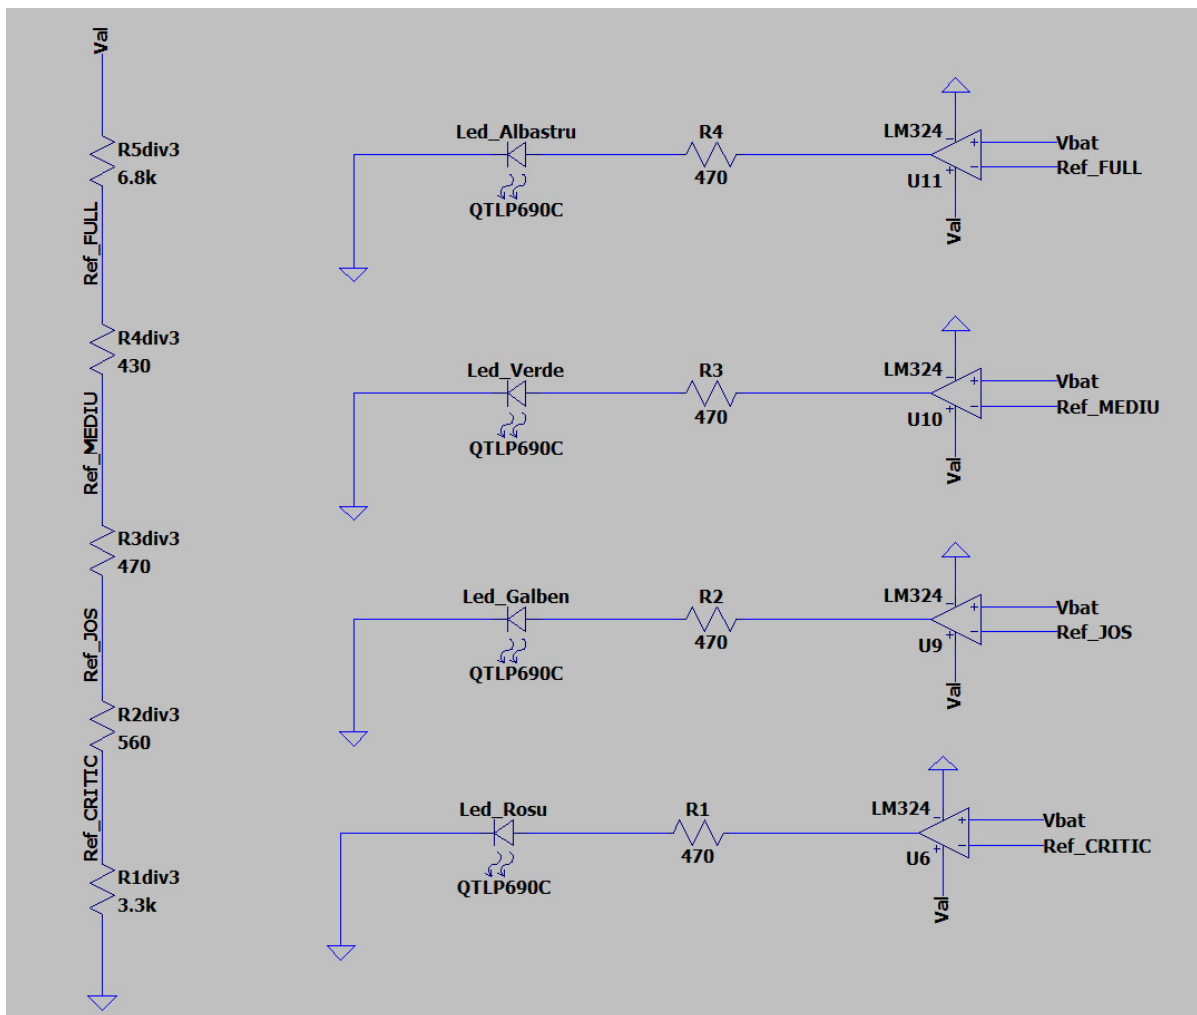 Val
R5div3
6.8k
Ref_FULL
R4div3
430
Ref_MEDIU
R3div3
470
Ref_JOS
R2div3
560
Ref_CRITIC
R1div3
3.3k
Led_Albastru
QTLP690C
R4
470
LM324
U11
Vbat
Ref_FULL
Val
Led_Verde
QTLP690C
R3
470
LM324
U10
Vbat
Ref_MEDIU
Val
Led_Galben
QTLP690C
R2
470
LM324
U9
Vbat
Ref_JOS
Val
Led_Rosu
QTLP690C
R1
470
LM324
U6
Vbat
Ref_CRITIC
Val